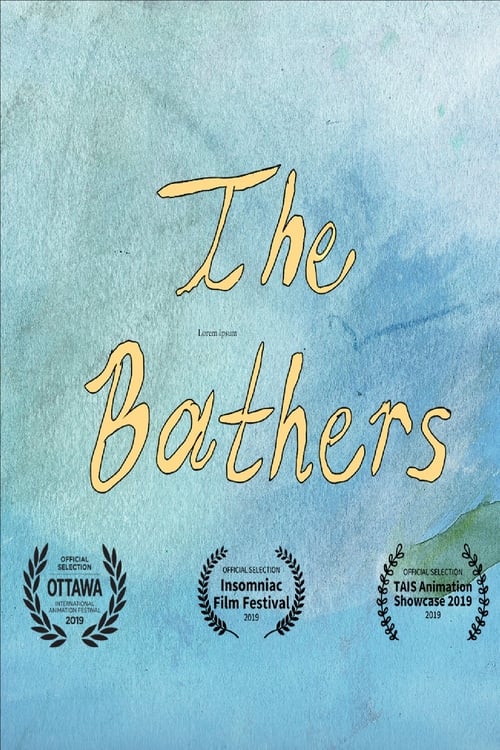 The
Lorem ipsum
Bathers
OFFICIAL
SELECTION
OTTAWA
INTERNATIONAL
ANIMATION FESTIVAL
2019
OFFICIAL SELECTION
Insomniac
Film Festival
2019
OFFICIAL SELECTION
TAIS Animation
Showcase 2019
2019